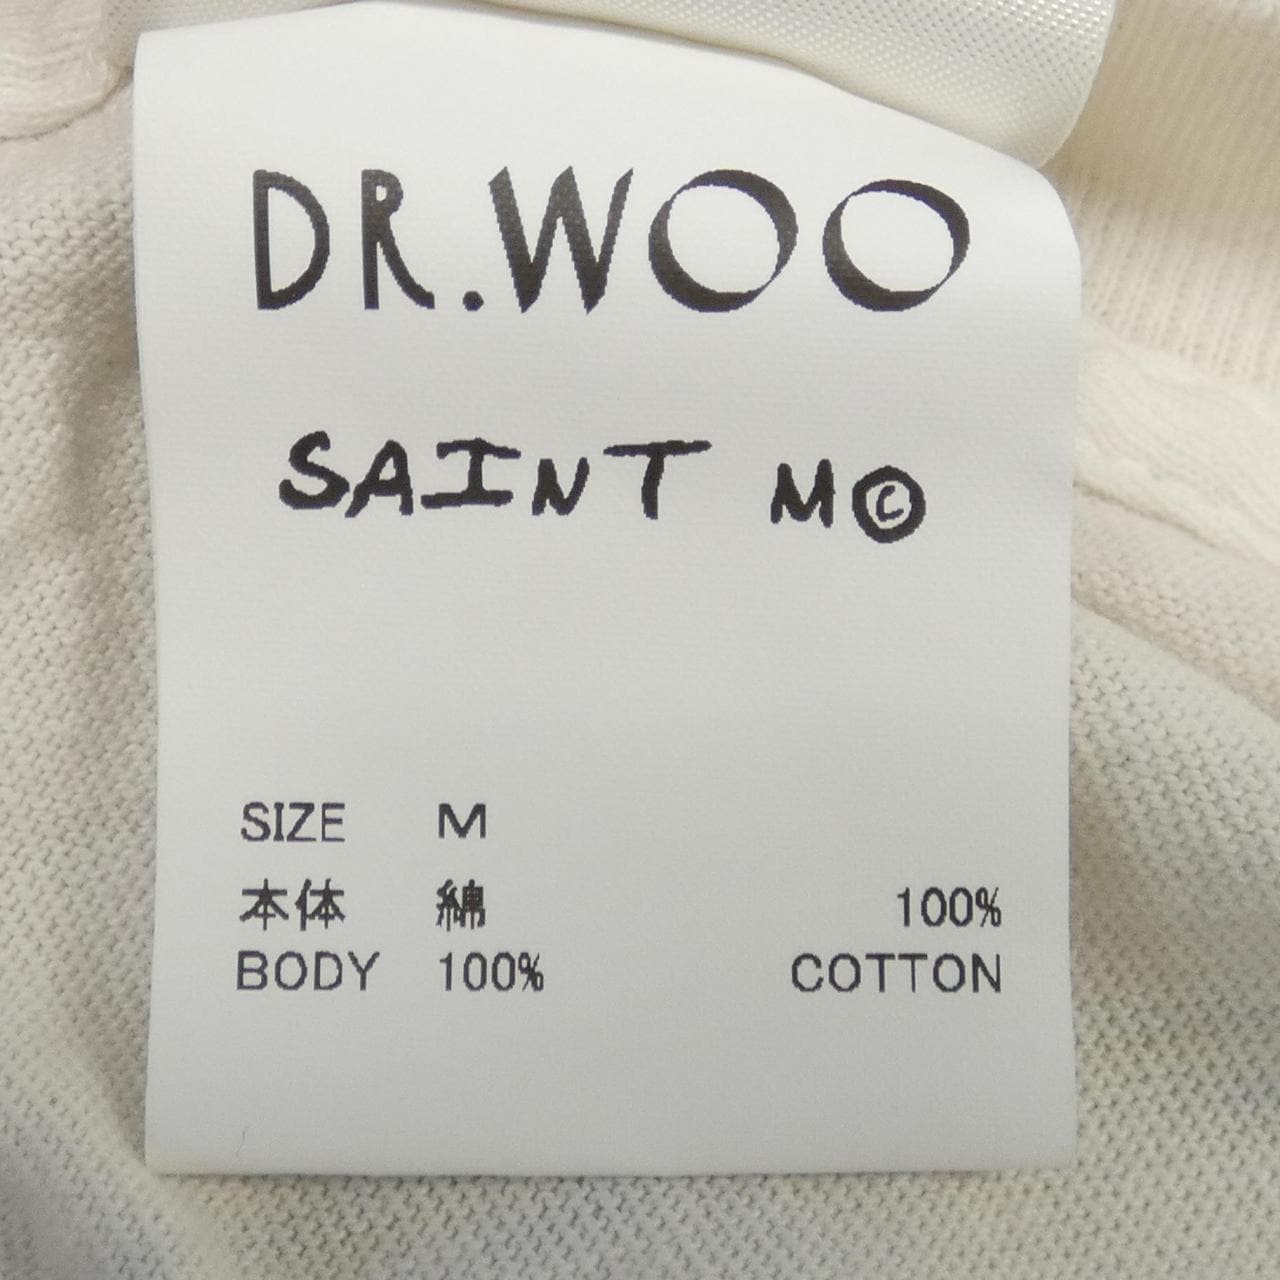 DR.WOO
SAINT M©
SIZE M
本体 綿 100%
BODY 100% COTTON